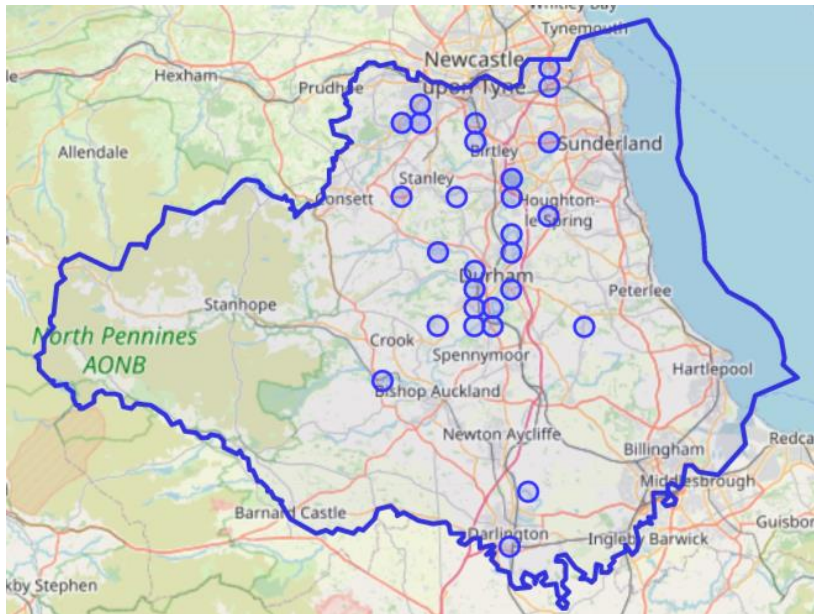 Whitley Bay
Tynemouth
Newcastle
upon Tyne
Hexham
Prudhoe
Allendale
Sunderland
Birtley
Stanley
Consett
Houghton-
le-Spring
Durham
Stanhope
Peterlee
North Pennines
AONB
Crook
Spennymoor
Hartlepool
Bishop Auckland
Newton Aycliffe
Billingham
Redca
Middlesbrough
Barnard Castle
Guisbo
Darlington
Ingleby Barwick
kby Stephen